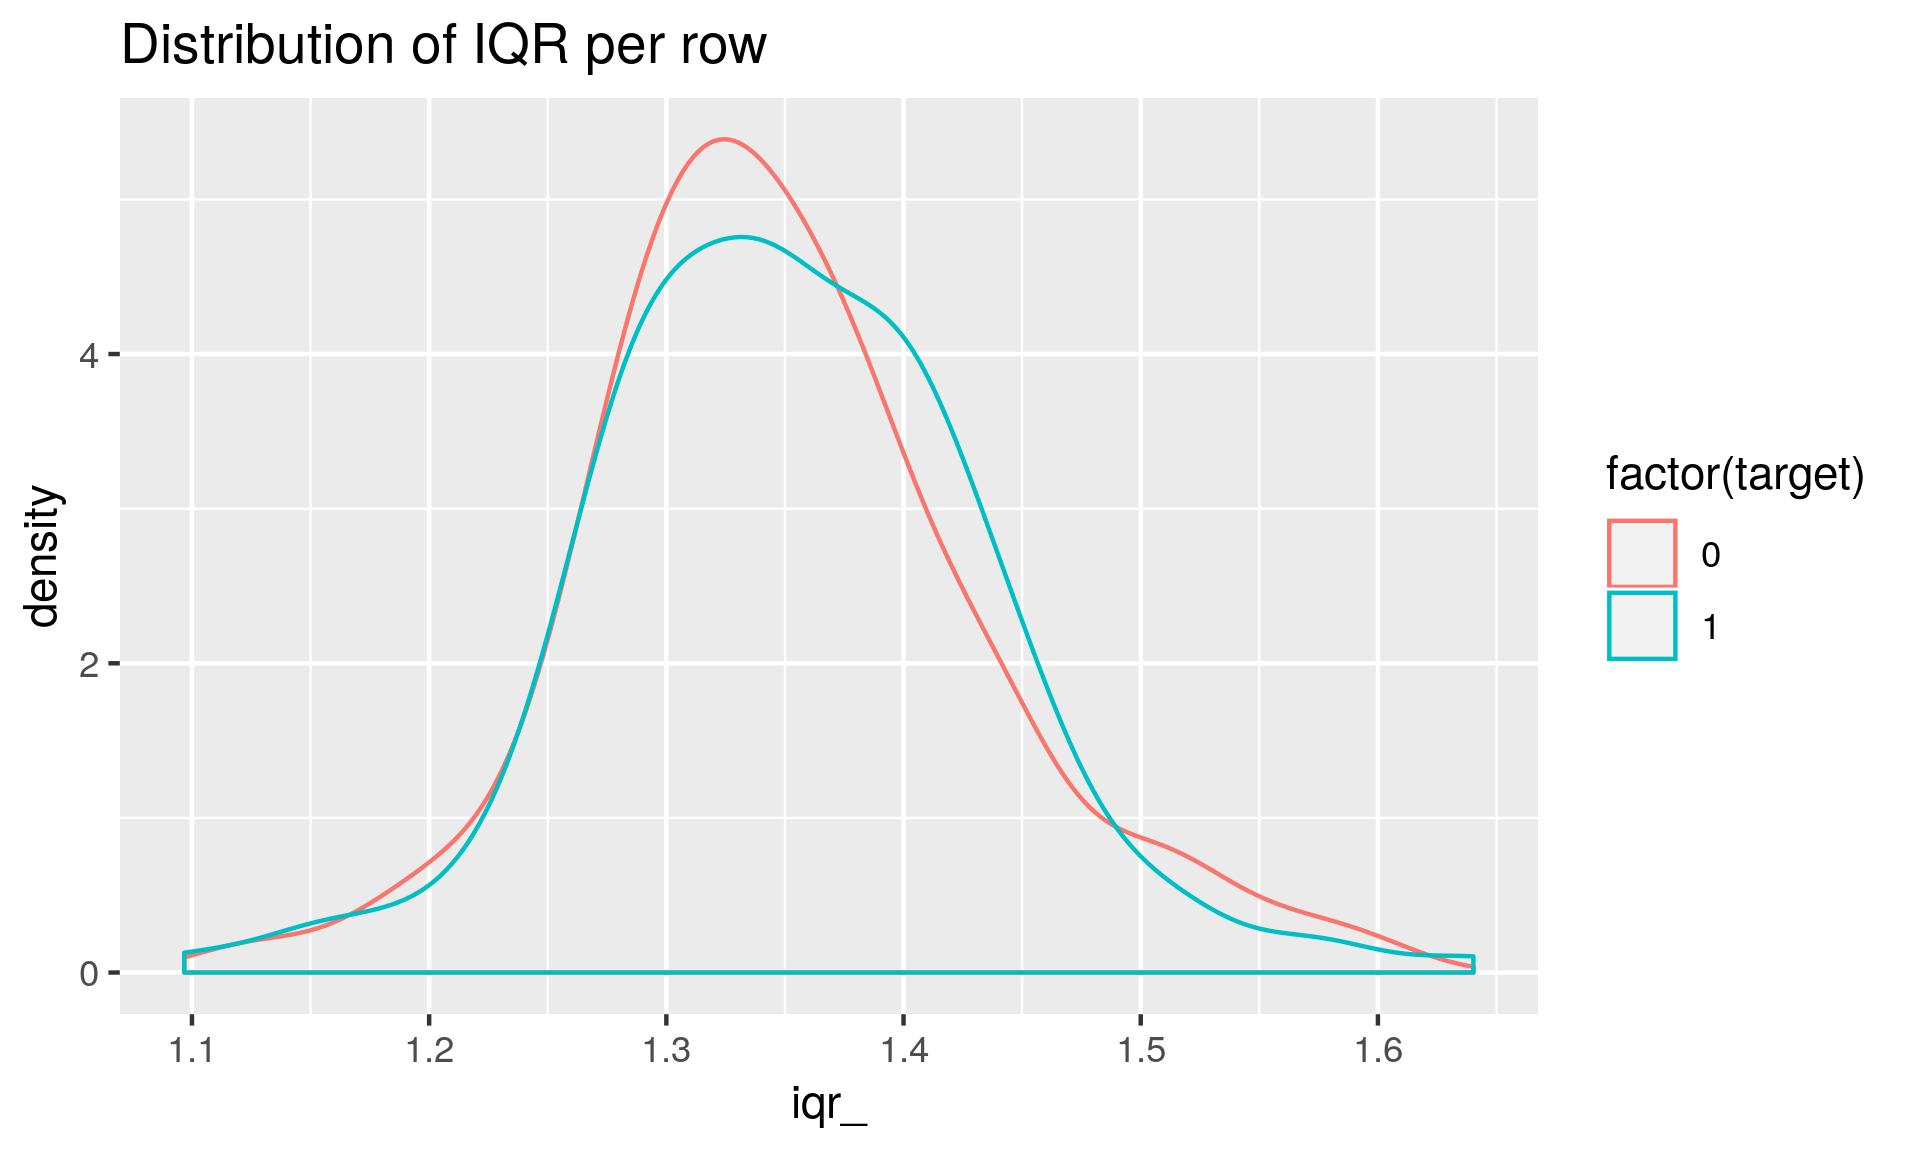 Distribution of IQR per row
density
4
2
0
1.1 1.2 1.3 1.4 1.5 1.6
iqr_
factor(target)
0
1